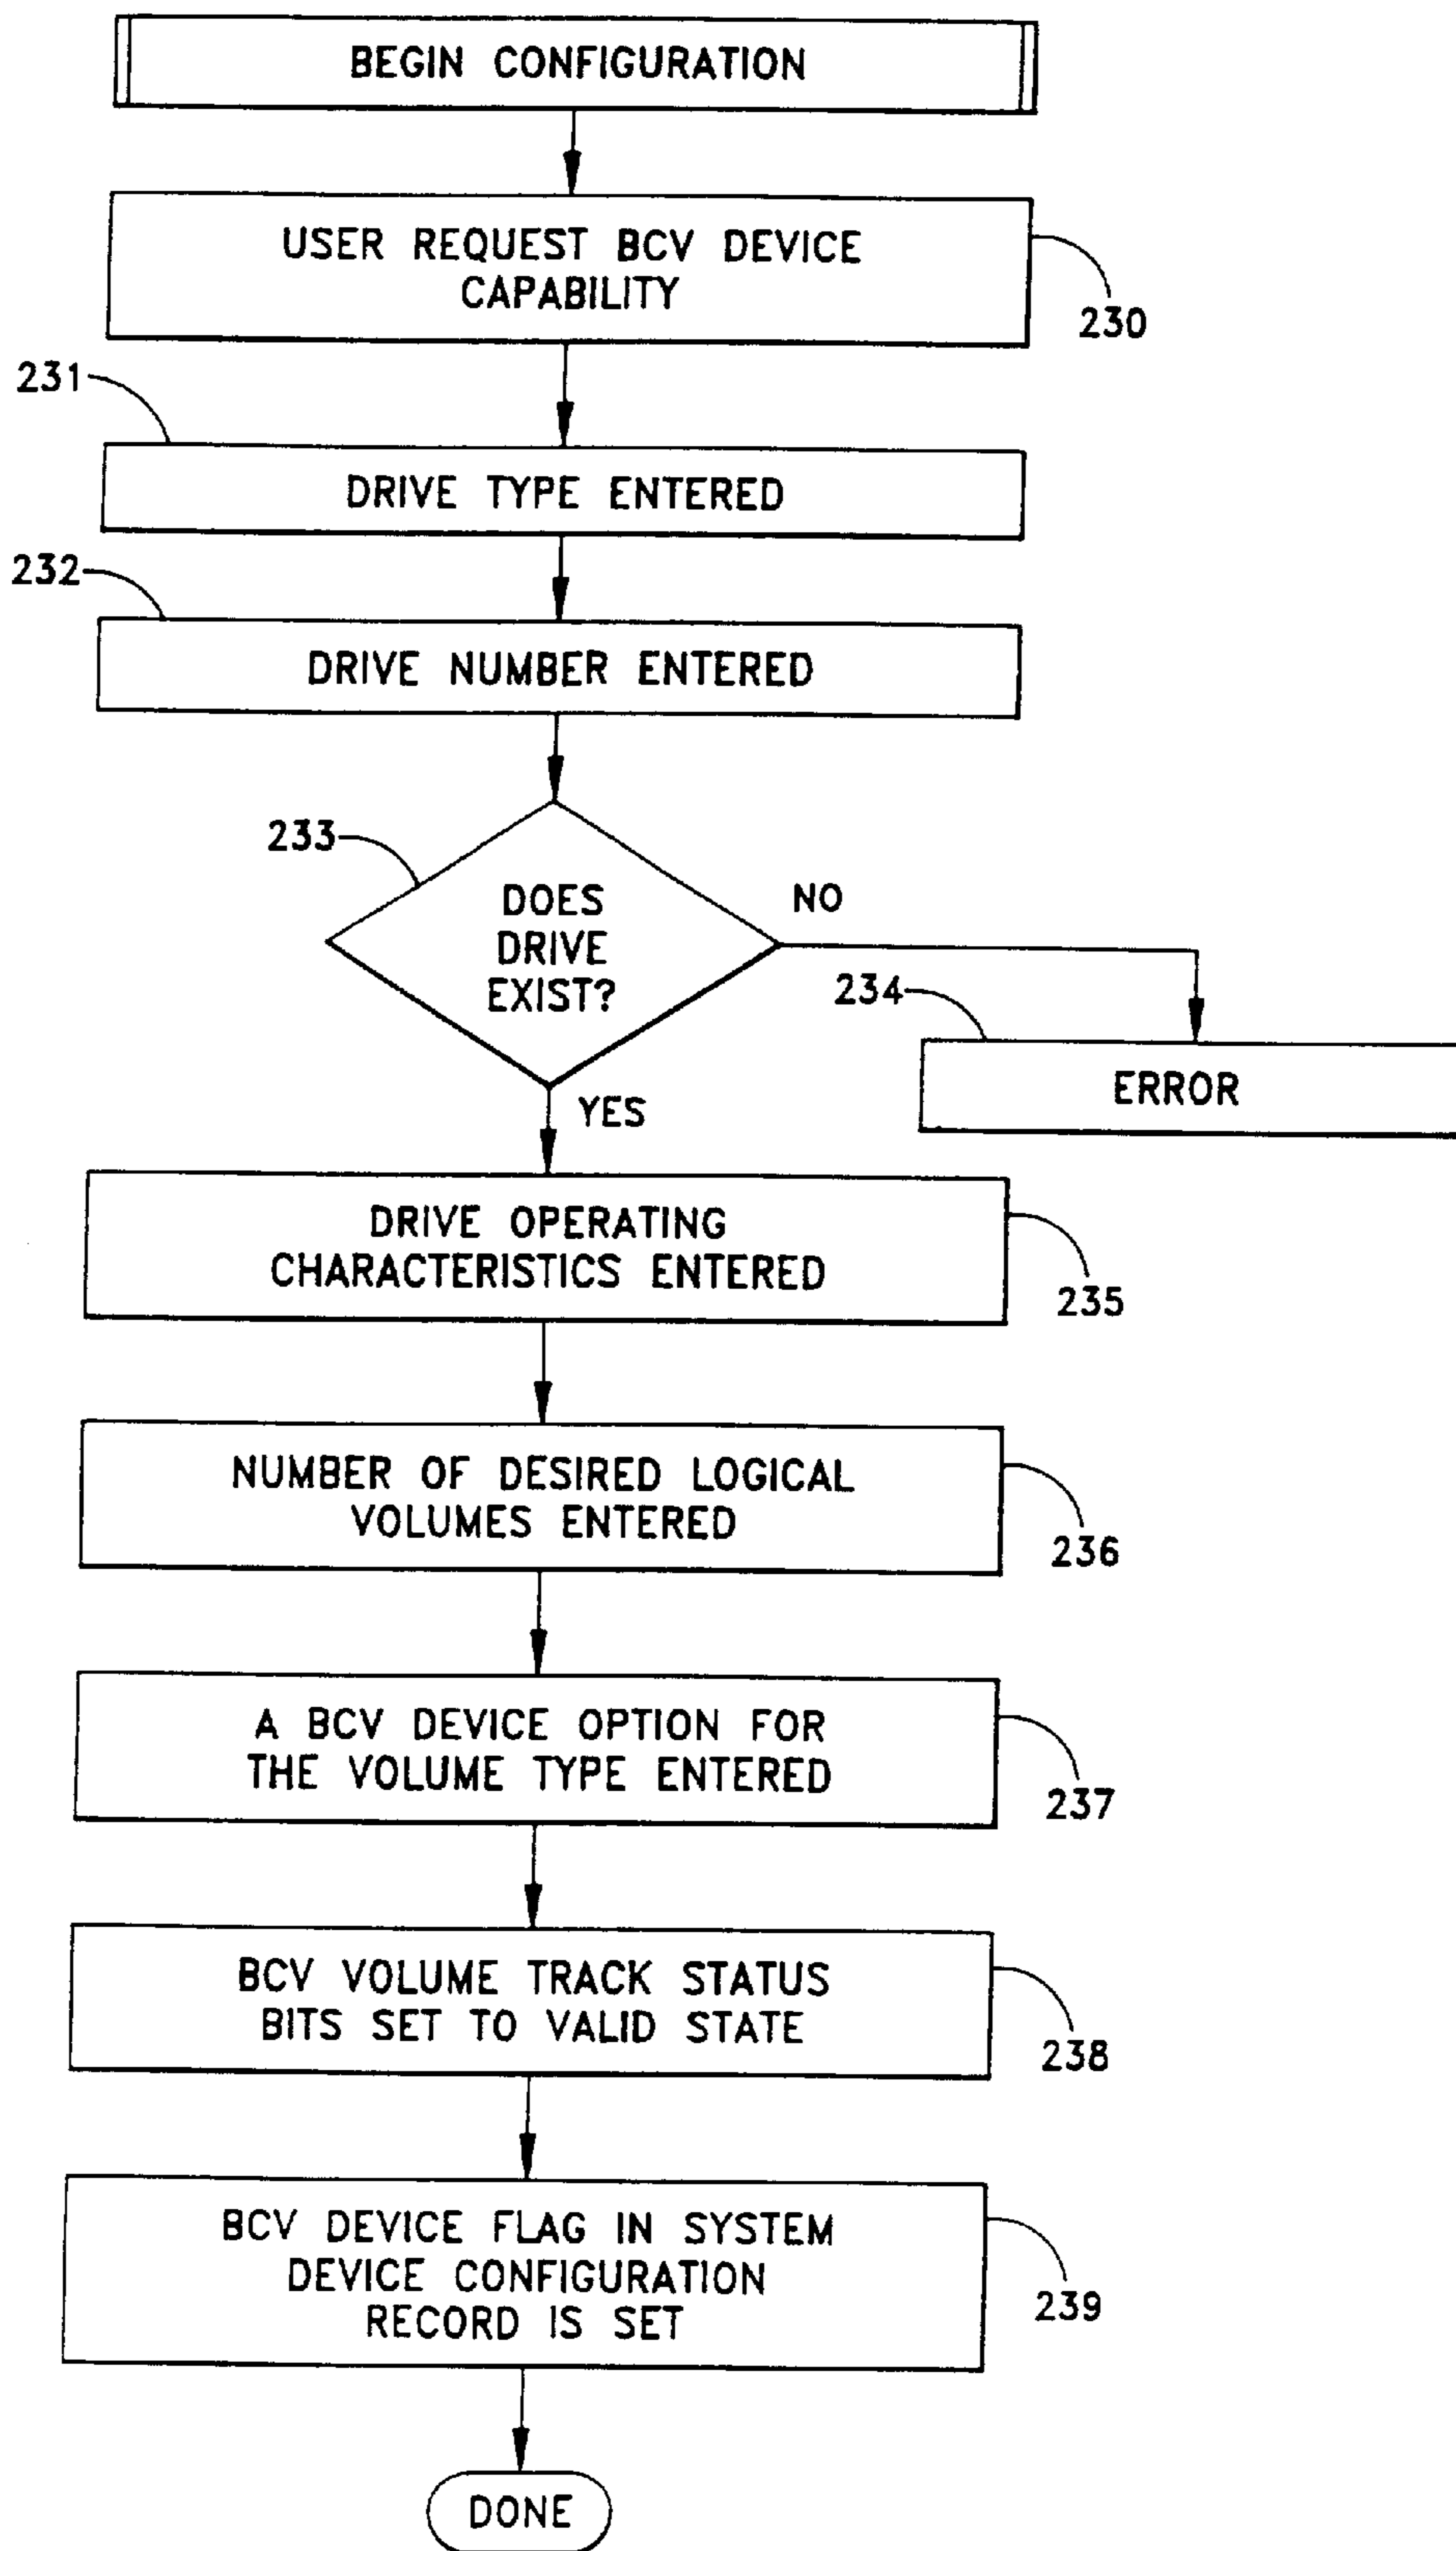 BEGIN CONFIGURATION
USER REQUEST BCV DEVICE
CAPABILITY
230
231
DRIVE TYPE ENTERED
232
DRIVE NUMBER ENTERED
233
DOES
DRIVE
EXIST?
NO
234
ERROR
YES
DRIVE OPERATING
CHARACTERISTICS ENTERED
235
NUMBER OF DESIRED LOGICAL
VOLUMES ENTERED
236
A BCV DEVICE OPTION FOR
THE VOLUME TYPE ENTERED
237
BCV VOLUME TRACK STATUS
BITS SET TO VALID STATE
238
BCV DEVICE FLAG IN SYSTEM
DEVICE CONFIGURATION
RECORD IS SET
239
DONE